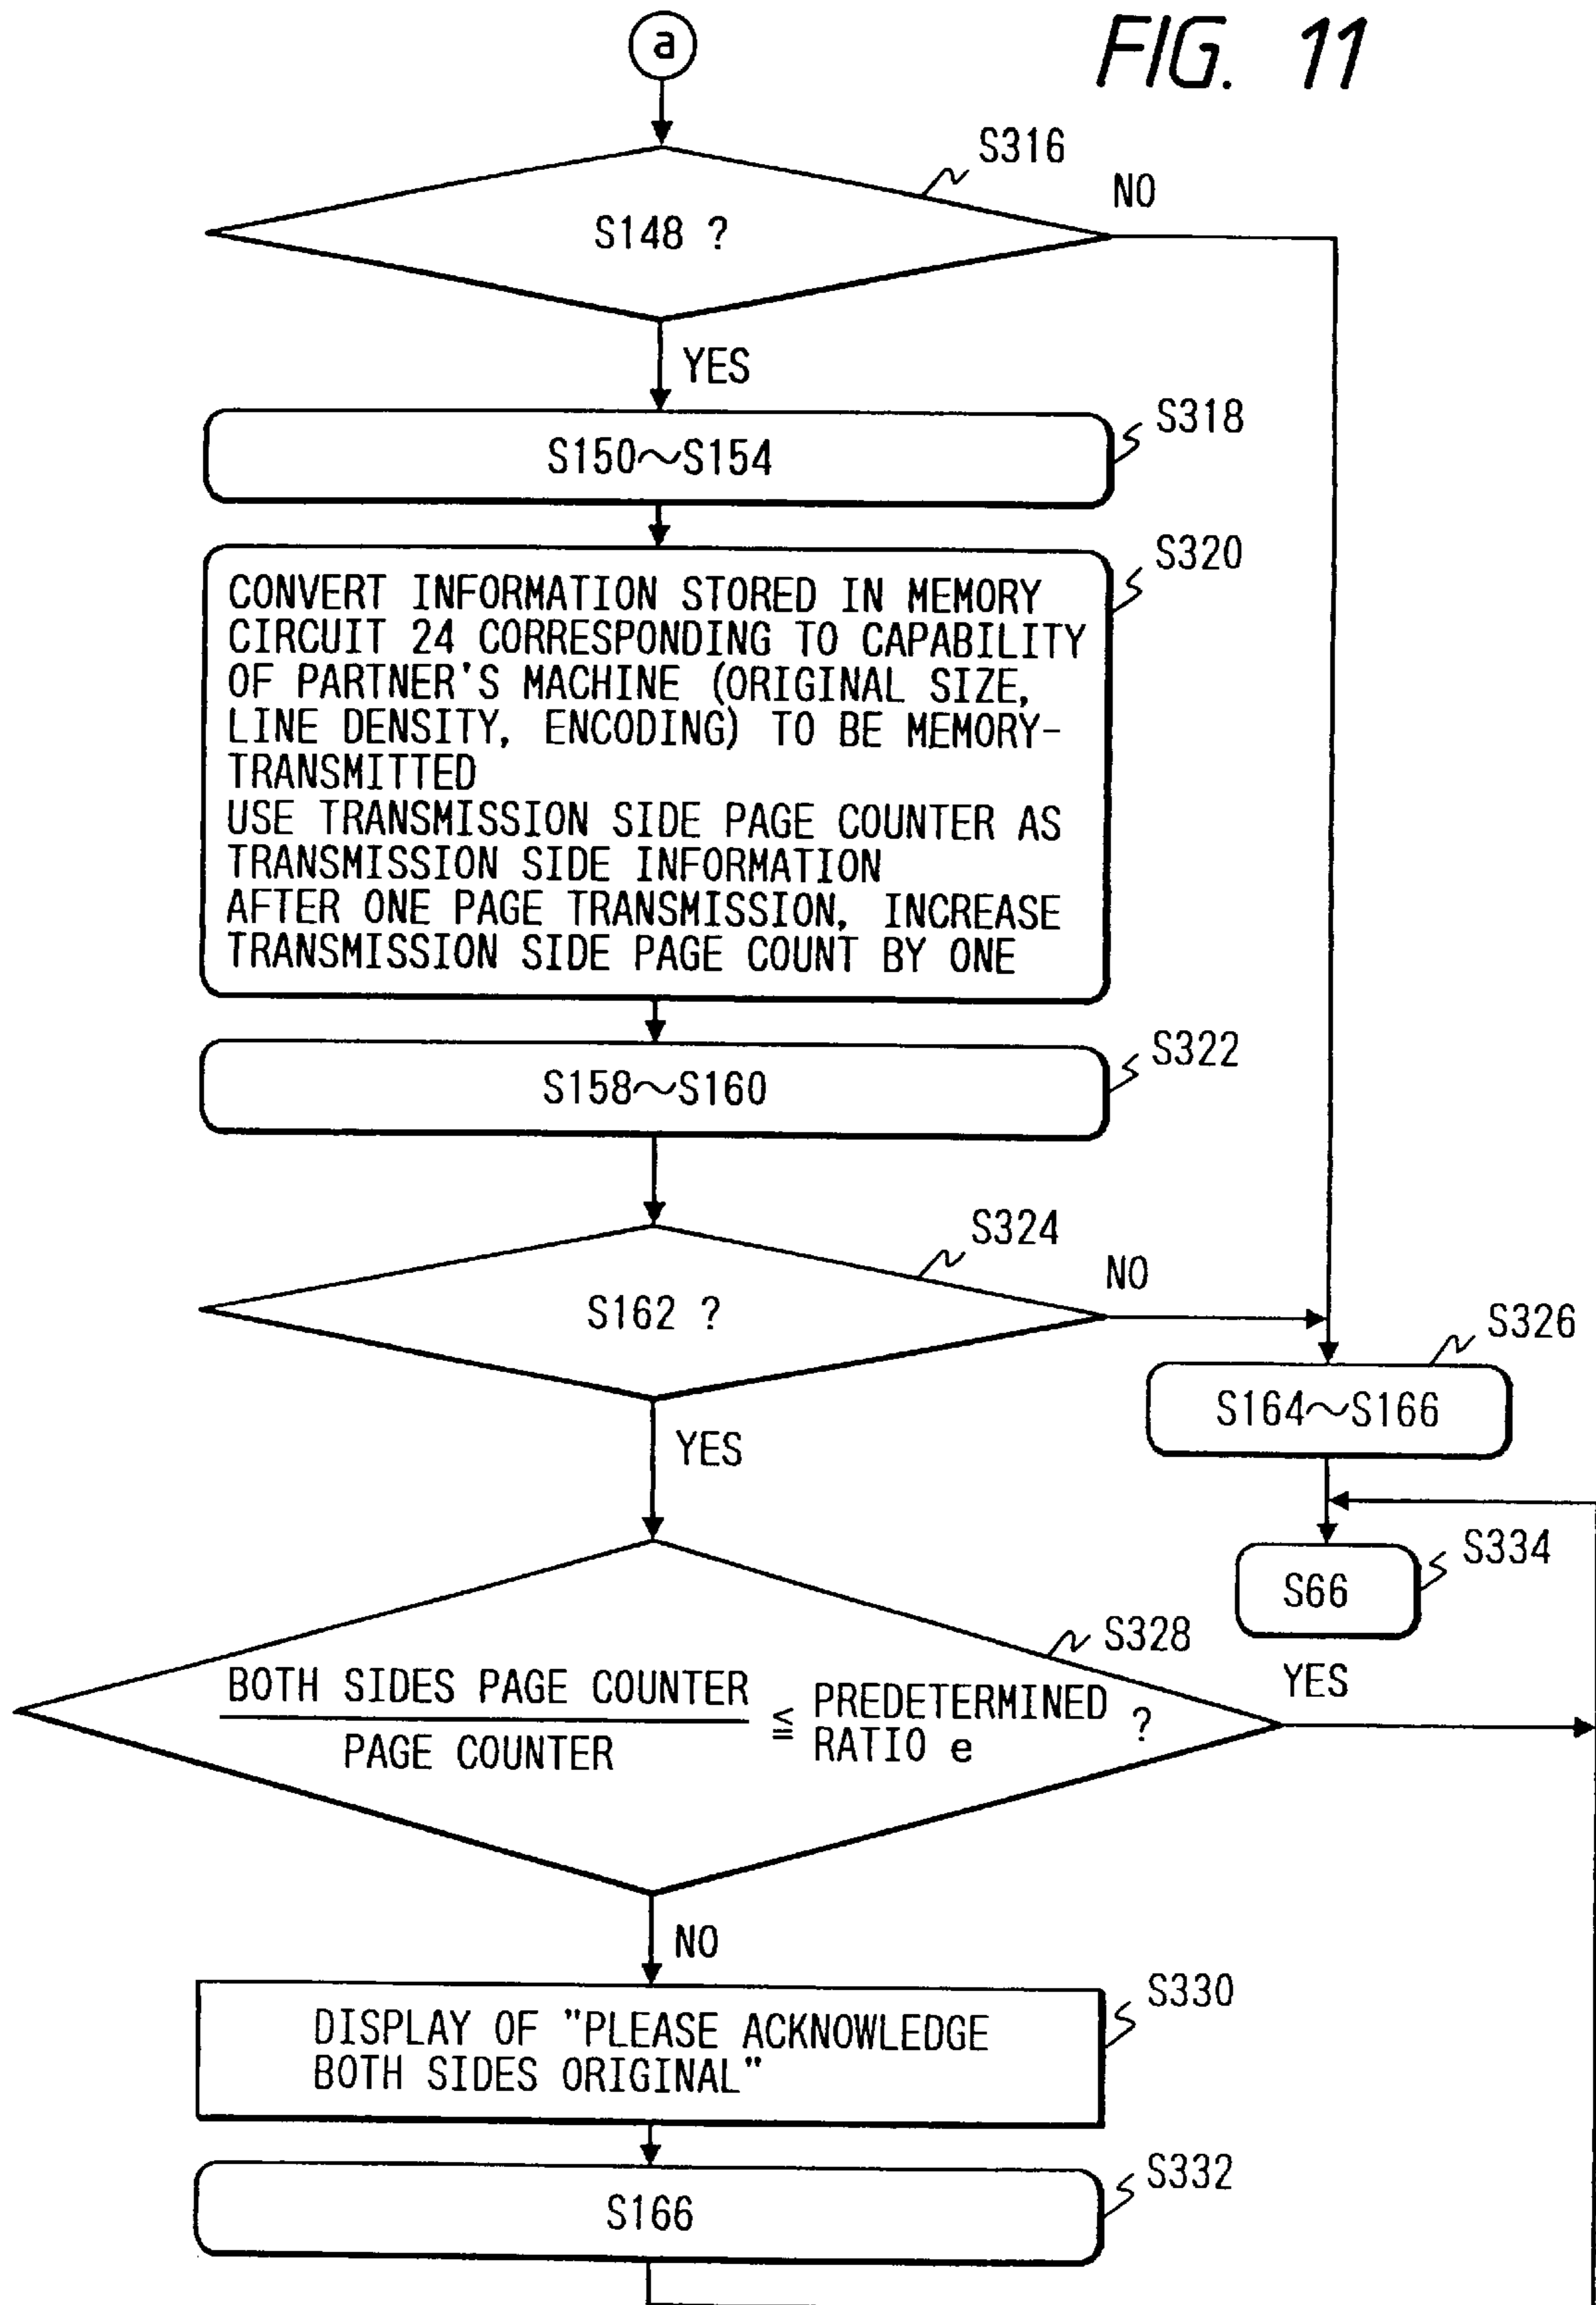 FIG. 11
a
S316
NO
S148 ?
YES
S318
S150~S154
S320
CONVERT INFORMATION STORED IN MEMORY
CIRCUIT 24 CORRESPONDING TO CAPABILITY
OF PARTNER'S MACHINE (ORIGINAL SIZE,
LINE DENSITY, ENCODING) TO BE MEMORY-
TRANSMITTED
USE TRANSMISSION SIDE PAGE COUNTER AS
TRANSMISSION SIDE INFORMATION
AFTER ONE PAGE TRANSMISSION, INCREASE
TRANSMISSION SIDE PAGE COUNT BY ONE
S322
S158~S160
S324
NO
S162 ?
S326
YES
S164~S166
S334
S66
S328
YES
BOTH SIDES PAGE COUNTER
PAGE COUNTER
≦ PREDETERMINED ?
RATIO e
NO
S330
DISPLAY OF "PLEASE ACKNOWLEDGE
BOTH SIDES ORIGINAL"
S332
S166